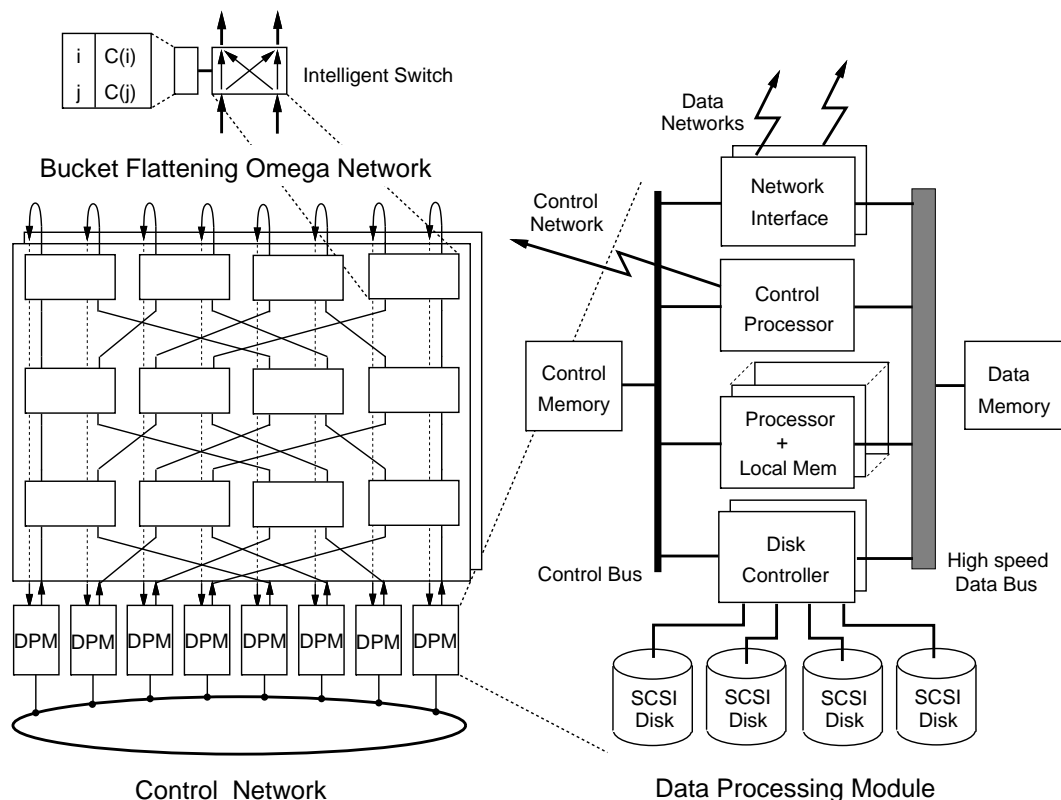 i C(i)
j C(j)
Intelligent Switch
Bucket Flattening Omega Network
DPM DPM DPM DPM DPM DPM DPM DPM
Control Network
Data
Networks
Network
Interface
Control
Network
Control
Processor
Control
Memory
Data
Memory
Processor
+
Local Mem
Disk
Controller
Control Bus
High speed
Data Bus
SCSI
Disk
SCSI
Disk
SCSI
Disk
SCSI
Disk
Data Processing Module